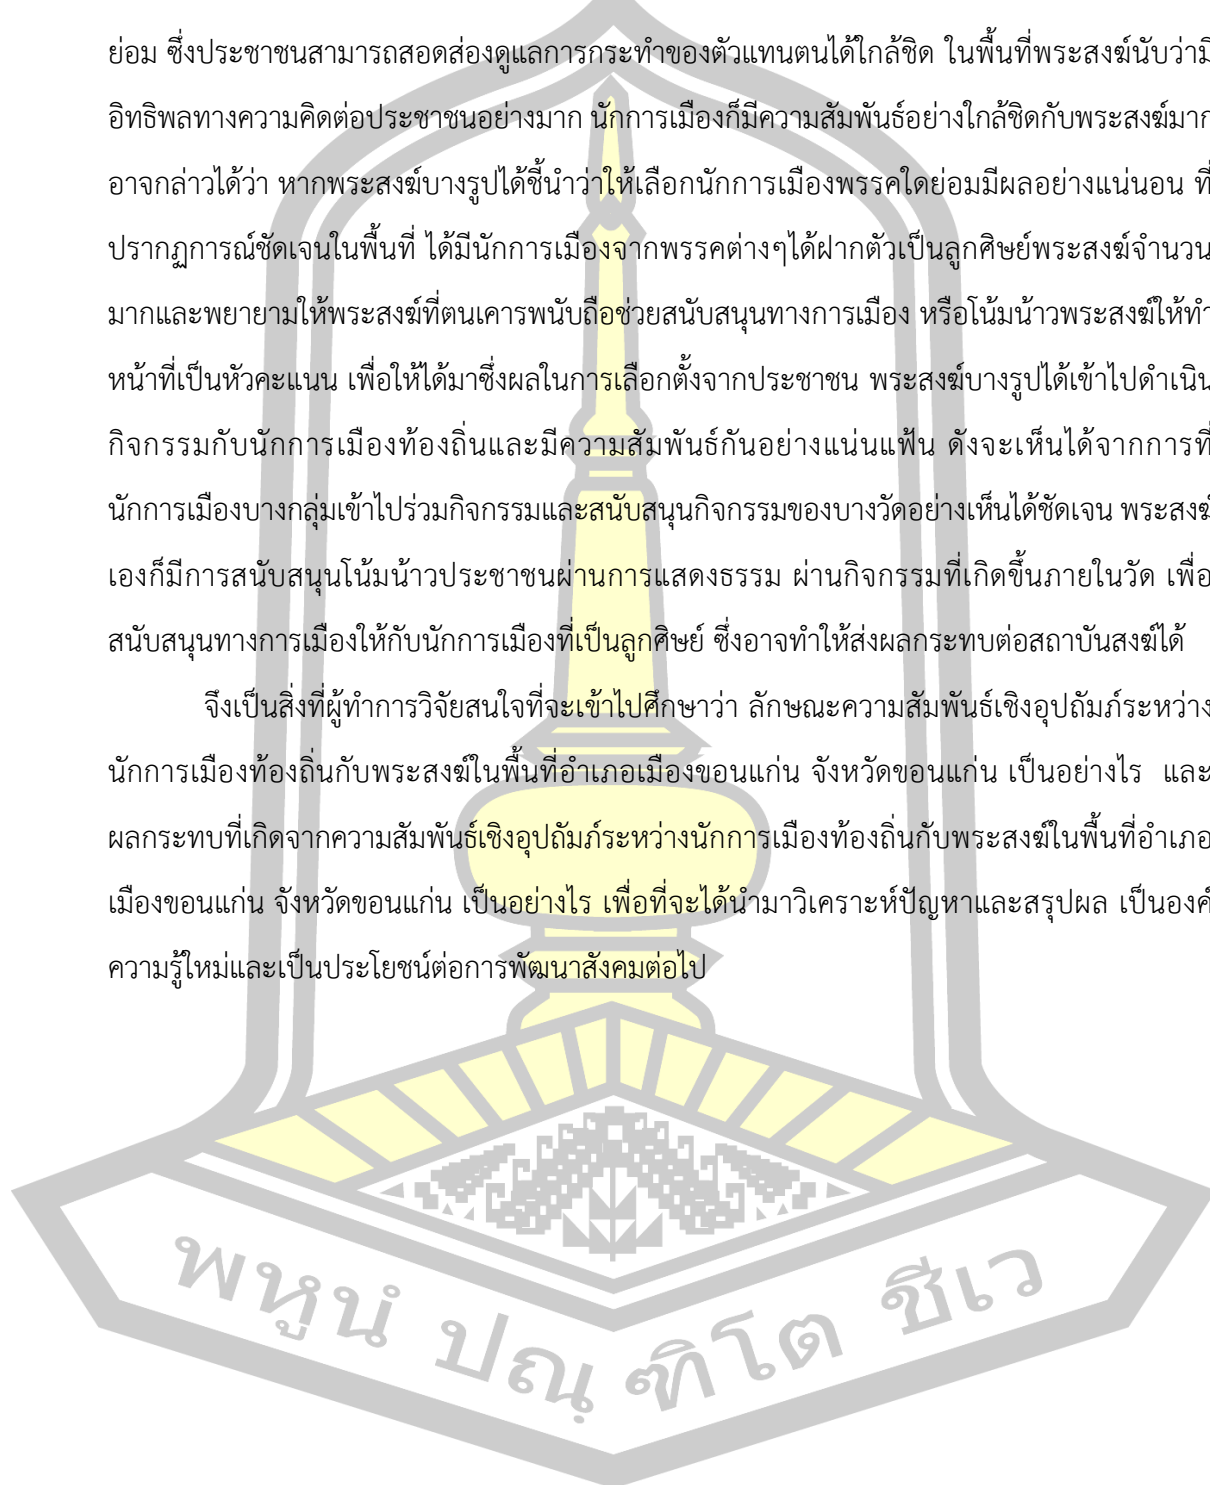 ย่อม ซึ่งประชาชนสามารถสอดส่องดูแลการกระทำของตัวแทนตนได้ใกล้ชิด ในพื้นที่พระสงฆ์นับว่ามี
อิทธิพลทางความคิดต่อประชาชนอย่างมาก นักการเมืองก็มีความสัมพันธ์อย่างใกล้ชิดกับพระสงฆ์มาก
อาจกล่าวได้ว่า หากพระสงฆ์บางรูปได้ชี้นำว่าให้เลือกนักการเมืองพรรคใดย่อมมีผลอย่างแน่นอน ที่
ปรากฏการณ์ชัดเจนในพื้นที่ ได้มีนักการเมืองจากพรรคต่างๆได้ฝากตัวเป็นลูกศิษย์พระสงฆ์จำนวน
มากและพยายามให้พระสงฆ์ที่ตนเคารพนับถือช่วยสนับสนุนทางการเมือง หรือโน้มน้าวพระสงฆ์ให้ทำ
หน้าที่เป็นหัวคะแนน เพื่อให้ได้มาซึ่งผลในการเลือกตั้งจากประชาชน พระสงฆ์บางรูปได้เข้าไปดำเนิน
กิจกรรมกับนักการเมืองท้องถิ่นและมีความสัมพันธ์กันอย่างแน่นแฟ้น ดังจะเห็นได้จากการที่
นักการเมืองบางกลุ่มเข้าไปร่วมกิจกรรมและสนับสนุนกิจกรรมของบางวัดอย่างเห็นได้ชัดเจน พระสงฆ์
เองก็มีการสนับสนุนโน้มน้าวประชาชนผ่านการแสดงธรรม ผ่านกิจกรรมที่เกิดขึ้นภายในวัด เพื่อ
สนับสนุนทางการเมืองให้กับนักการเมืองที่เป็นลูกศิษย์ ซึ่งอาจทำให้ส่งผลกระทบต่อสถาบันสงฆ์ได้
จึงเป็นสิ่งที่ผู้ทำการวิจัยสนใจที่จะเข้าไปศึกษาว่า ลักษณะความสัมพันธ์เชิงอุปถัมภ์ระหว่าง
นักการเมืองท้องถิ่นกับพระสงฆ์ในพื้นที่อำเภอเมืองขอนแก่น จังหวัดขอนแก่น เป็นอย่างไร และ
ผลกระทบที่เกิดจากความสัมพันธ์เชิงอุปถัมภ์ระหว่างนักการเมืองท้องถิ่นกับพระสงฆ์ในพื้นที่อำเภอ
เมืองขอนแก่น จังหวัดขอนแก่น เป็นอย่างไร เพื่อที่จะได้นำมาวิเคราะห์ปัญหาและสรุปผล เป็นองค์
ความรู้ใหม่และเป็นประโยชน์ต่อการพัฒนาสังคมต่อไป
พหูนํ ปณฺฑิโต ชีเว